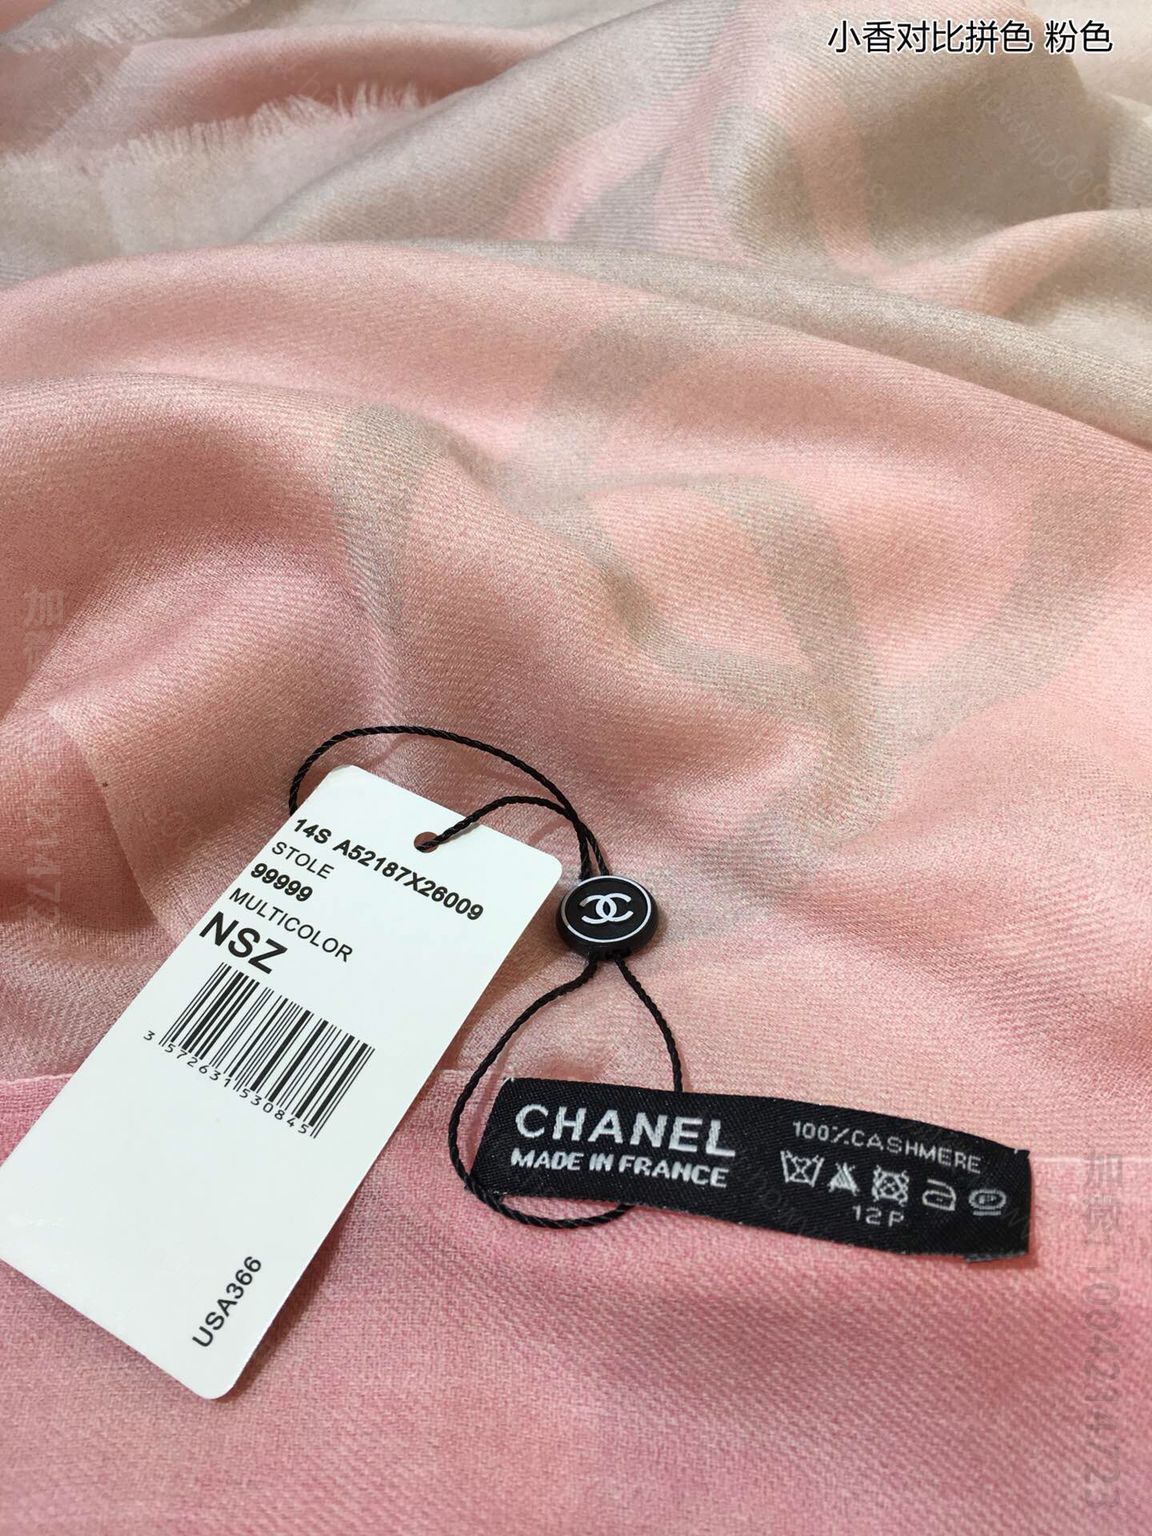 小香对比拼色 粉色
14S A52187X26009
STOLE
99999
MULTICOLOR
NSZ
3 572631 530845
USA366
CHANEL
MADE IN FRANCE
100%CASHMERE
12P